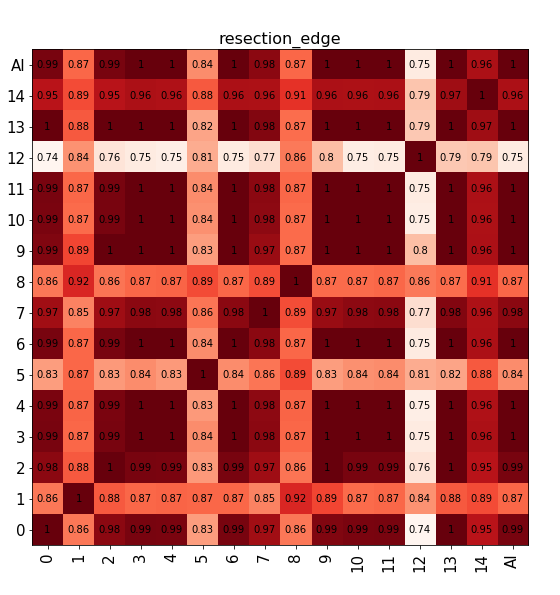 resection_edge
AI 0.99 0.87 0.99 1 1 0.84 1 0.98 0.87 1 1 1 0.75 1 0.96 1
14 0.95 0.89 0.95 0.96 0.96 0.88 0.96 0.96 0.91 0.96 0.96 0.96 0.79 0.97 1 0.96
13 1 0.88 1 1 1 0.82 1 0.98 0.87 1 1 1 0.79 1 0.97 1
12 0.74 0.84 0.76 0.75 0.75 0.81 0.75 0.77 0.86 0.8 0.75 0.75 1 0.79 0.79 0.75
11 0.99 0.87 0.99 1 1 0.84 1 0.98 0.87 1 1 1 0.75 1 0.96 1
10 0.99 0.87 0.99 1 1 0.84 1 0.98 0.87 1 1 1 0.75 1 0.96 1
9 0.99 0.89 1 1 1 0.83 1 0.97 0.87 1 1 1 0.8 1 0.96 1
8 0.86 0.92 0.86 0.87 0.87 0.89 0.87 0.89 1 0.87 0.87 0.87 0.86 0.87 0.91 0.87
7 0.97 0.85 0.97 0.98 0.98 0.86 0.98 1 0.89 0.97 0.98 0.98 0.77 0.98 0.96 0.98
6 0.99 0.87 0.99 1 1 0.84 1 0.98 0.87 1 1 1 0.75 1 0.96 1
5 0.83 0.87 0.83 0.84 0.83 1 0.84 0.86 0.89 0.83 0.84 0.84 0.81 0.82 0.88 0.84
4 0.99 0.87 0.99 1 1 0.83 1 0.98 0.87 1 1 1 0.75 1 0.96 1
3 0.99 0.87 0.99 1 1 0.84 1 0.98 0.87 1 1 1 0.75 1 0.96 1
2 0.98 0.88 1 0.99 0.99 0.83 0.99 0.97 0.86 1 0.99 0.99 0.76 1 0.95 0.99
1 0.86 1 0.88 0.87 0.87 0.87 0.87 0.85 0.92 0.89 0.87 0.87 0.84 0.88 0.91 0.87
0 1 0.86 0.98 0.99 0.99 0.83 0.99 0.97 0.86 0.99 0.99 0.99 0.74 1 0.95 0.99
0 1 2 3 4 5 6 7 8 9 10 11 12 13 14 AI